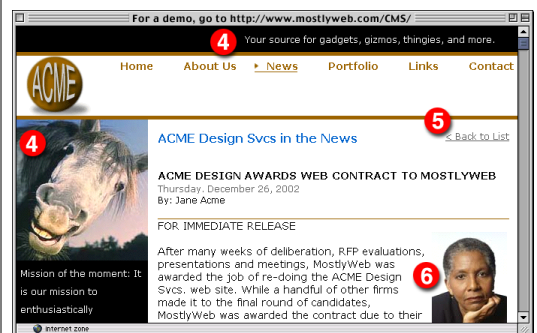 For a demo, go to http://www.mostlyweb.com/CMS/
4 Your source for gadgets, gizmos, thingies, and more.
ACME
Home About Us News Portfolio Links Contact
5
4
ACME Design Svcs in the News < Back to List
ACME DESIGN AWARDS WEB CONTRACT TO MOSTLYWEB
Thursday. December 26, 2002
By: Jane Acme
FOR IMMEDIATE RELEASE
After many weeks of deliberation, RFP evaluations,
presentations and meetings, MostlyWeb was
awarded the job of re-doing the ACME Design
Svcs. web site. While a handful of other firms
made it to the final round of candidates,
MostlyWeb was awarded the contract due to their
6
Mission of the moment: It
is our mission to
enthusiastically
Internet zone